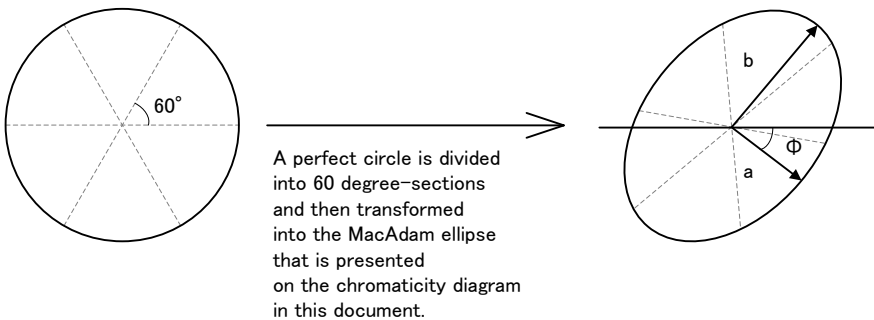 60°
A perfect circle is divided
into 60 degree-sections
and then transformed
into the MacAdam ellipse
that is presented
on the chromaticity diagram
in this document.
b
Φ
a